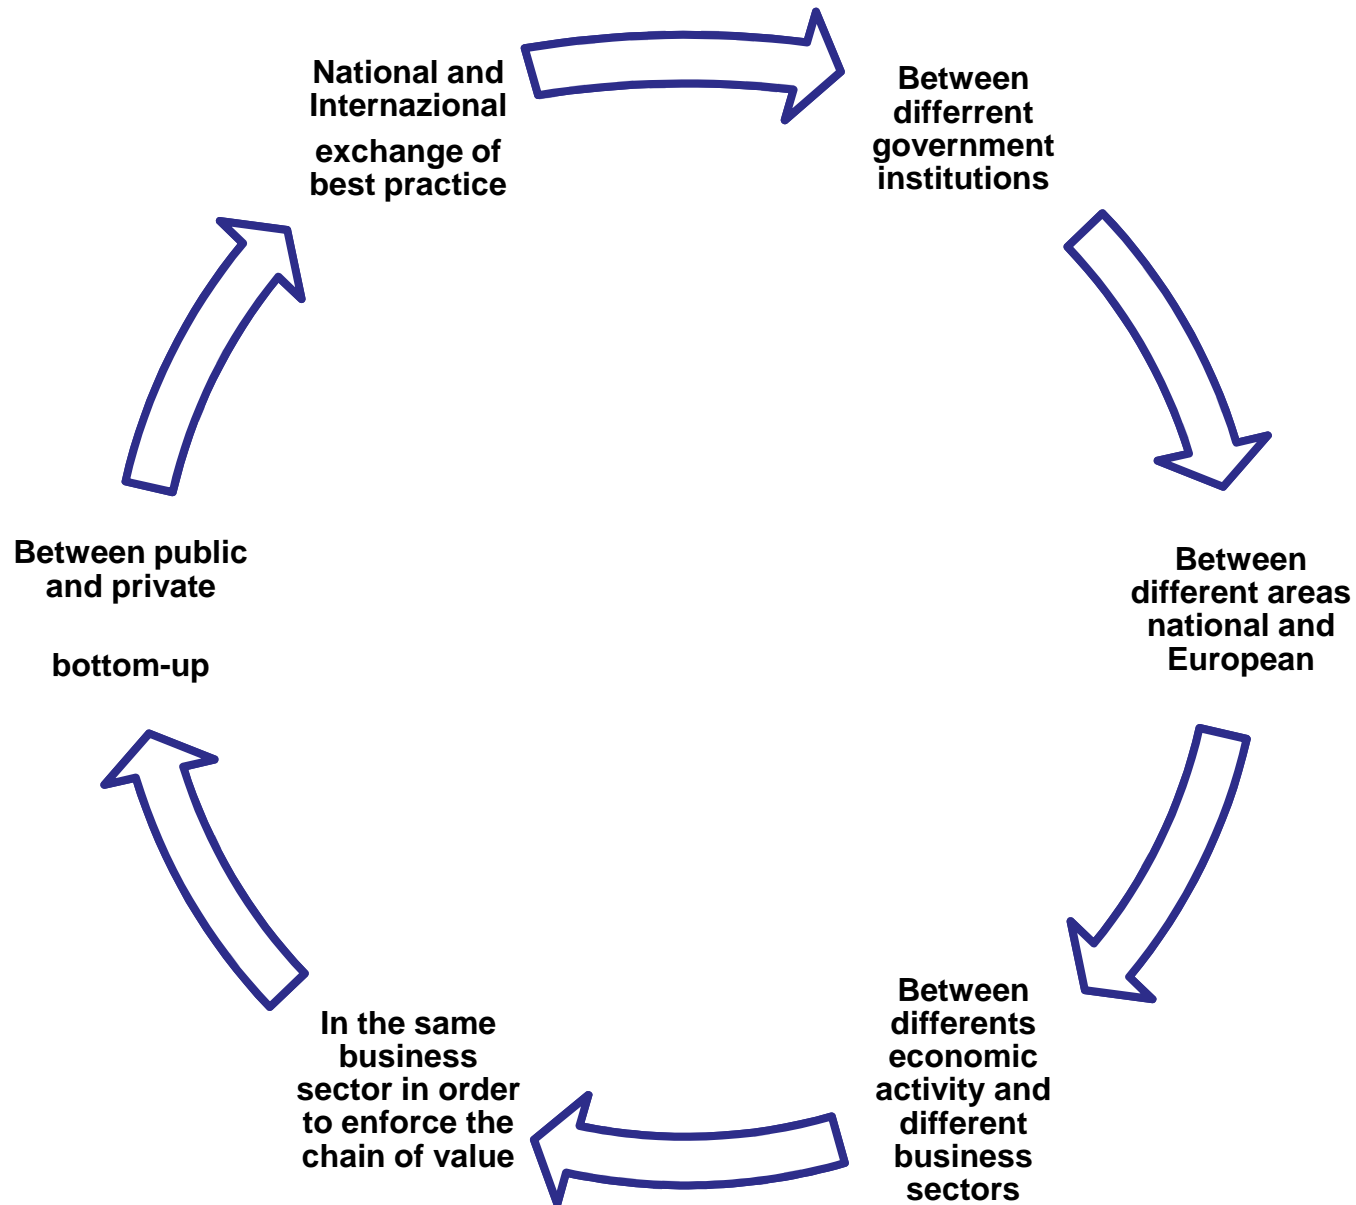 National and
Internazional
exchange of
best practice
Between
differrent
government
institutions
Between
different areas
national and
European
Between
differents
economic
activity and
different
business
sectors
In the same
business
sector in order
to enforce the
chain of value
Between public
and private
bottom-up